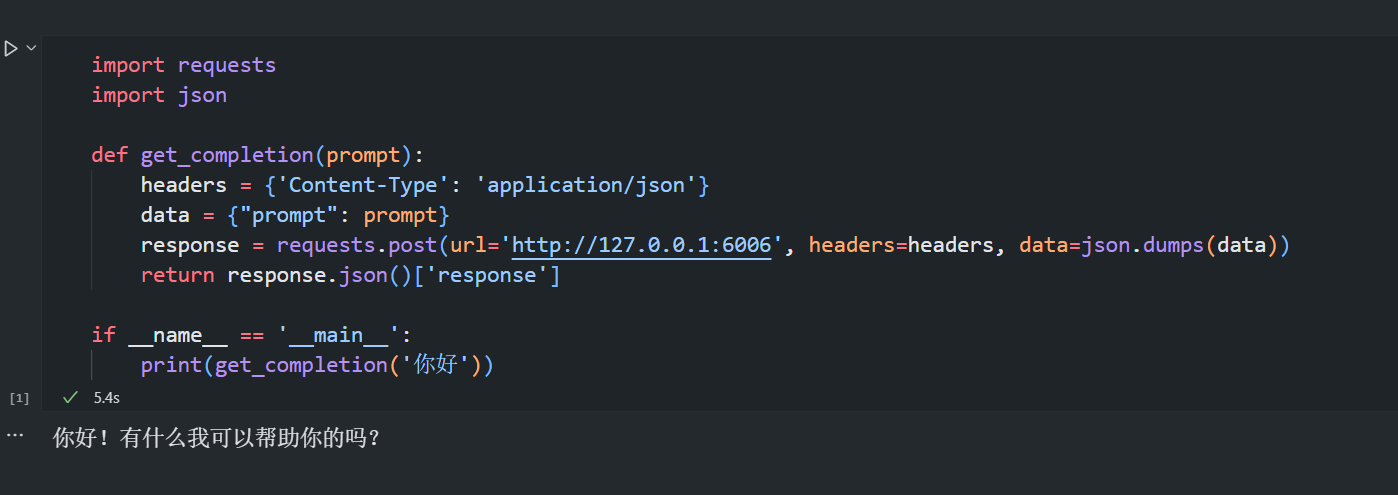 import requests
import json
def get_completion(prompt):
headers = {'Content-Type': 'application/json'}
data = {"prompt": prompt}
response = requests.post(url='http://127.0.0.1:6006', headers=headers, data=json.dumps(data))
return response.json()['response']
if __name__ == '__main__':
print(get_completion('你好'))
[1] 5.4s
你好！有什么我可以帮助你的吗？